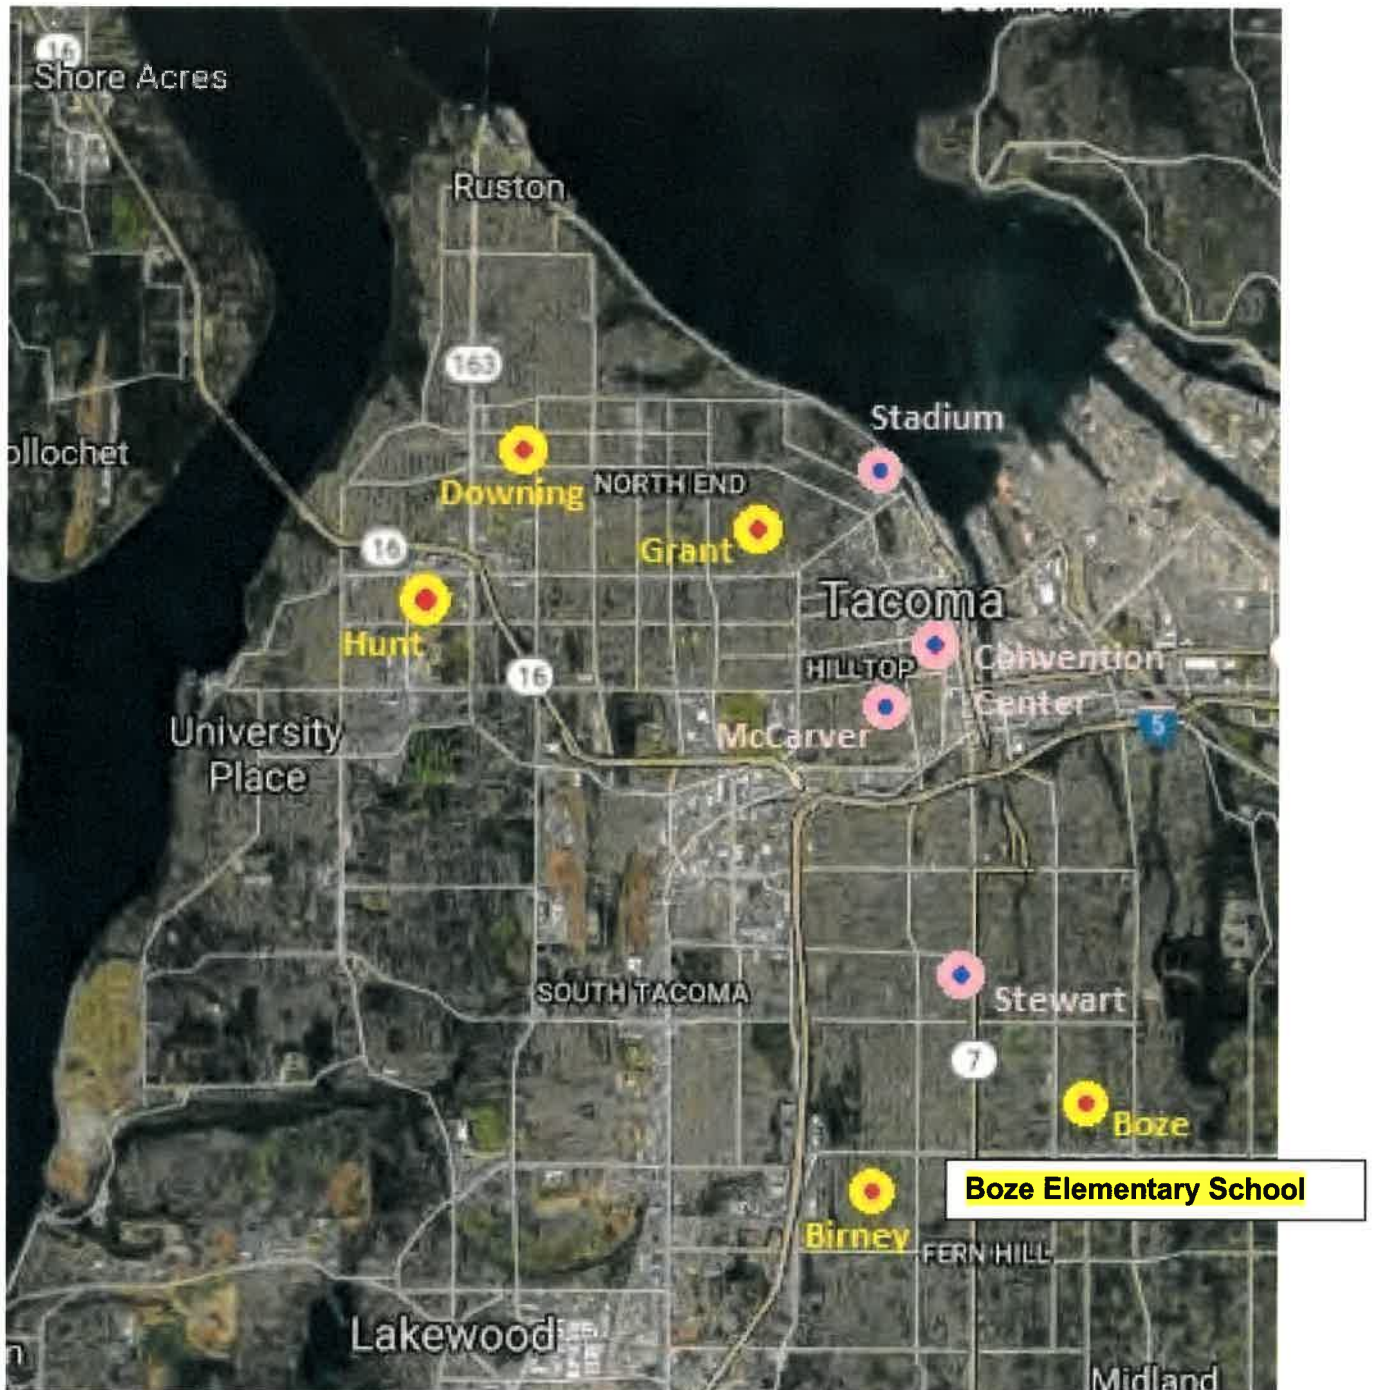 16
Shore Acres
Ruston
163
Stadium
ollochet
Downing
NORTH END
Grant
16
Tacoma
Hunt
HILLTOP
Convention
Center
16
McCarver
5
University
Place
SOUTH TACOMA
Stewart
7
Boze
Boze Elementary School
Birney
FERN HILL
Lakewood
n
Midland